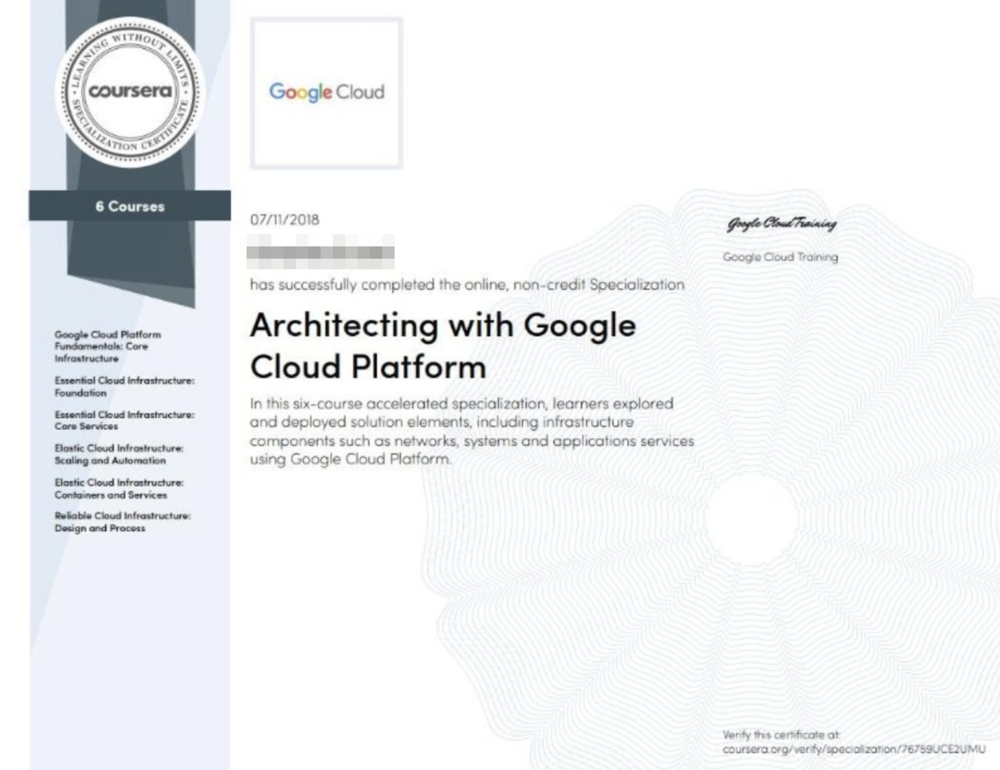 LEARNING WITHOUT LIMITS
coursera
SPECIALIZATION CERTIFICATE
6 Courses
Google Cloud Platform
Fundamentals: Core
Infrastructure
Essential Cloud Infrastructure:
Foundation
Essential Cloud Infrastructure:
Core Services
Elastic Cloud Infrastructure:
Scaling and Automation
Elastic Cloud Infrastructure:
Containers and Services
Reliable Cloud Infrastructure:
Design and Process
Google Cloud
07/11/2018
has successfully completed the online, non-credit Specialization
Architecting with Google
Cloud Platform
In this six-course accelerated specialization, learners explored
and deployed solution elements, including infrastructure
components such as networks, systems and applications services
using Google Cloud Platform.
Google Cloud Training
Google Cloud Training
Verify this certificate at:
coursera.org/verify/specialization/76759UCE2UMU